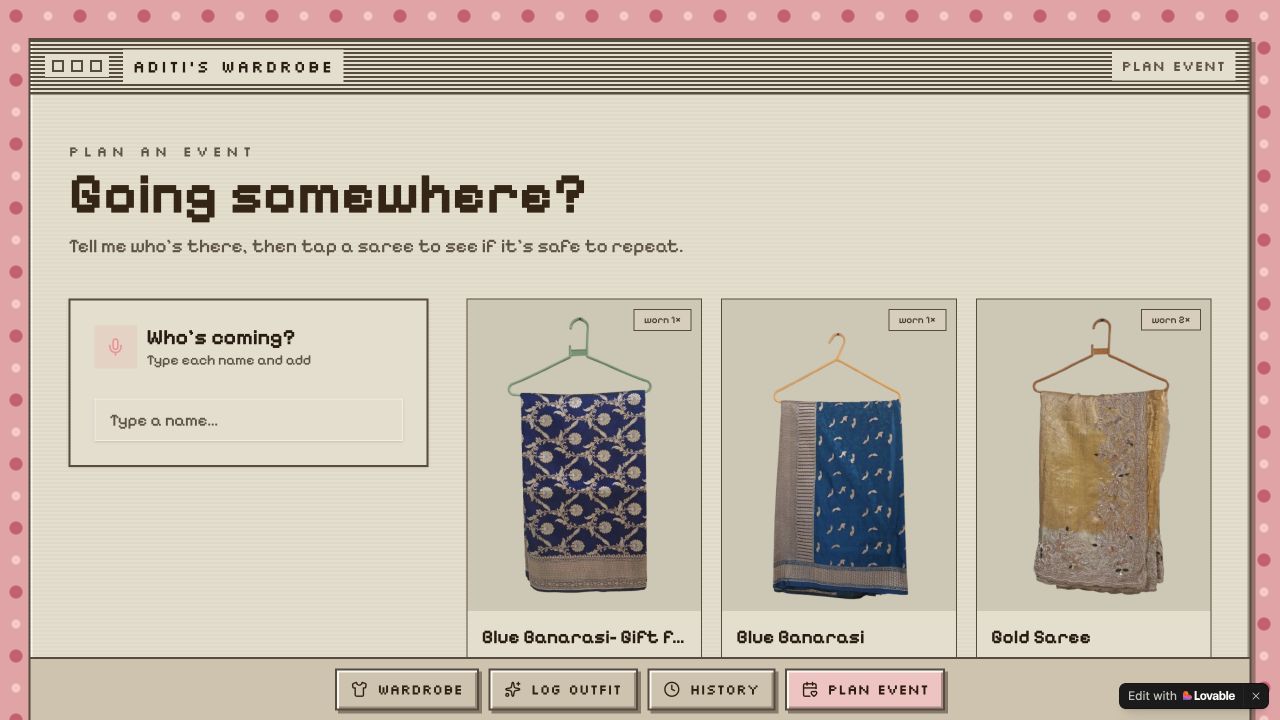 ADITI'S WARDROBE
PLAN EVENT
PLAN AN EVENT
Going somewhere?
Tell me who's there, then tap a saree to see if it's safe to repeat.
Who's coming?
Type each name and add
Type a name...
worn 1×
Blue Banarasi- Gift f...
worn 1×
Blue Banarasi
worn 8×
Gold Saree
WARDROBE
LOG OUTFIT
HISTORY
PLAN EVENT
Edit with Lovable ×